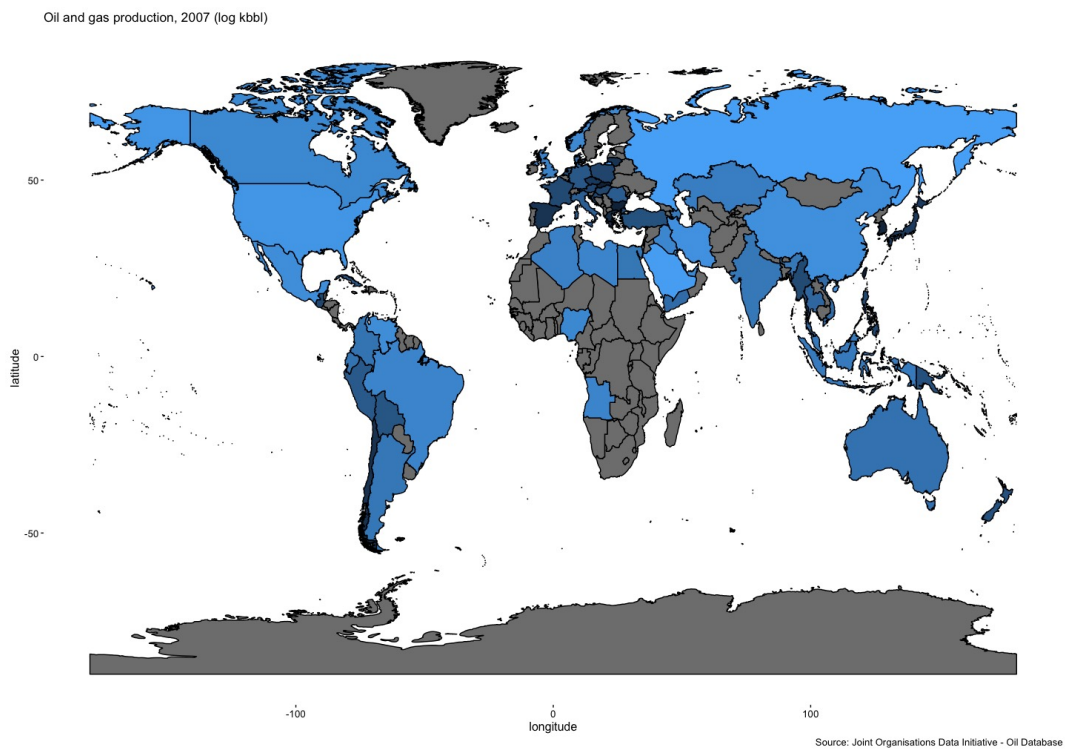 Oil and gas production, 2007 (log kbbl)
50
0
-50
latitude
-100
0
100
longitude
Source: Joint Organisations Data Initiative - Oil Database